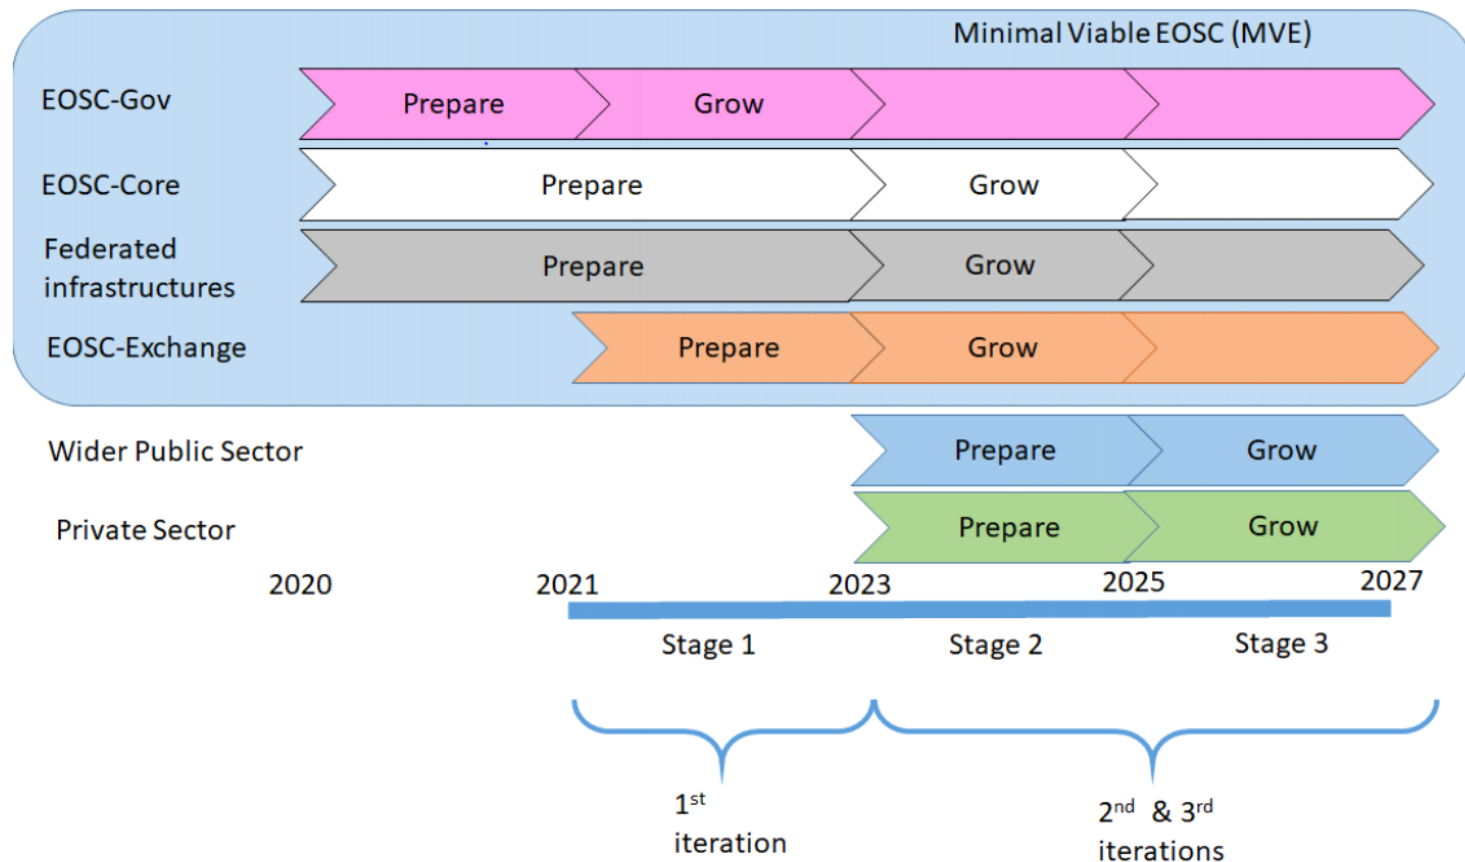 Minimal Viable EOSC (MVE)
EOSC-Gov
Prepare
Grow
EOSC-Core
Prepare
Grow
Federated
infrastructures
Prepare
Grow
EOSC-Exchange
Prepare
Grow
Wider Public Sector
Prepare
Grow
Private Sector
Prepare
Grow
2020
2021
2023
2025
2027
Stage 1
Stage 2
Stage 3
1st
iteration
2nd & 3rd
iterations